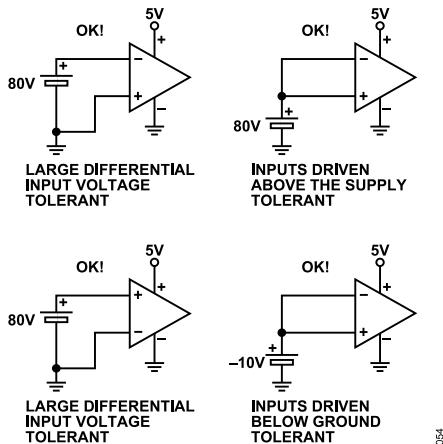 5V
OK!
+
−
+
+
80V
−
LARGE DIFFERENTIAL
INPUT VOLTAGE
TOLERANT
5V
OK!
+
−
+
+
80V
−
INPUTS DRIVEN
ABOVE THE SUPPLY
TOLERANT
5V
OK!
+
+
+
80V
−
−
LARGE DIFFERENTIAL
INPUT VOLTAGE
TOLERANT
5V
OK!
+
−
+
+
−10V
−
INPUTS DRIVEN
BELOW GROUND
TOLERANT
054